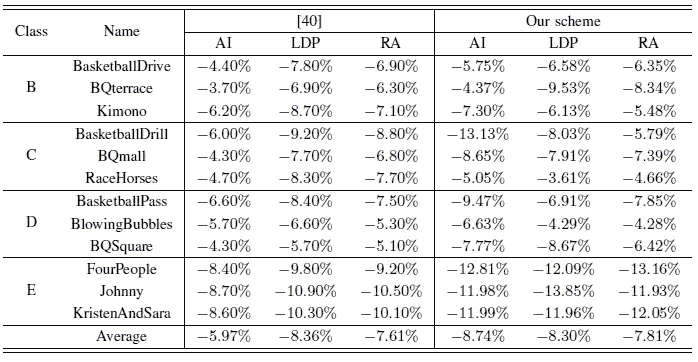 Class Name [40] Our scheme
AI LDP RA AI LDP RA
BasketballDrive −4.40% −7.80% −6.90% −5.75% −6.58% −6.35%
B BQterrace −3.70% −6.90% −6.30% −4.37% −9.53% −8.34%
Kimono −6.20% −8.70% −7.10% −7.30% −6.13% −5.48%
BasketballDrill −6.00% −9.20% −8.80% −13.13% −8.03% −5.79%
C BQmall −4.30% −7.70% −6.80% −8.65% −7.91% −7.39%
RaceHorses −4.70% −8.30% −7.70% −5.05% −3.61% −4.66%
BasketballPass −6.60% −8.40% −7.50% −9.47% −6.91% −7.85%
D BlowingBubbles −5.70% −6.60% −5.30% −6.63% −4.29% −4.28%
BQSquare −4.30% −5.70% −5.10% −7.77% −8.67% −6.42%
FourPeople −8.40% −9.80% −9.20% −12.81% −12.09% −13.16%
E Johnny −8.70% −10.90% −10.50% −11.98% −13.85% −11.93%
KristenAndSara −8.60% −10.30% −10.10% −11.99% −11.96% −12.05%
Average −5.97% −8.36% −7.61% −8.74% −8.30% −7.81%